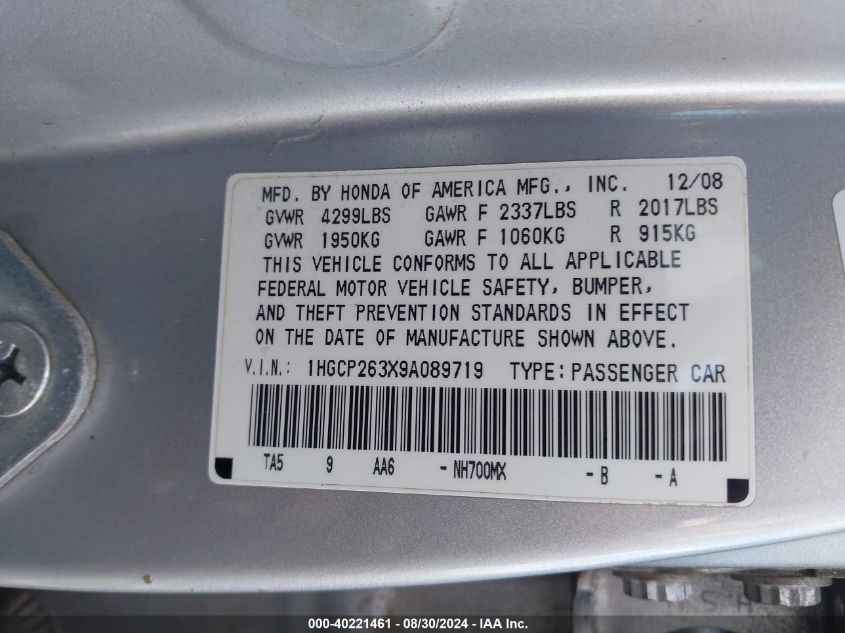 MFD. BY HONDA OF AMERICA MFG., INC. 12/08
GVWR 4299LBS GAWR F 2337LBS R 2017LBS
GVWR 1950KG GAWR F 1060KG R 915KG
THIS VEHICLE CONFORMS TO ALL APPLICABLE
FEDERAL MOTOR VEHICLE SAFETY, BUMPER,
AND THEFT PREVENTION STANDARDS IN EFFECT
ON THE DATE OF MANUFACTURE SHOWN ABOVE.
V.I.N.: 1HGCP263X9A089719 TYPE: PASSENGER CAR
TA5 9 AA6 - NH700MX - B - A
000-40221461 - 08/30/2024 - IAA Inc.